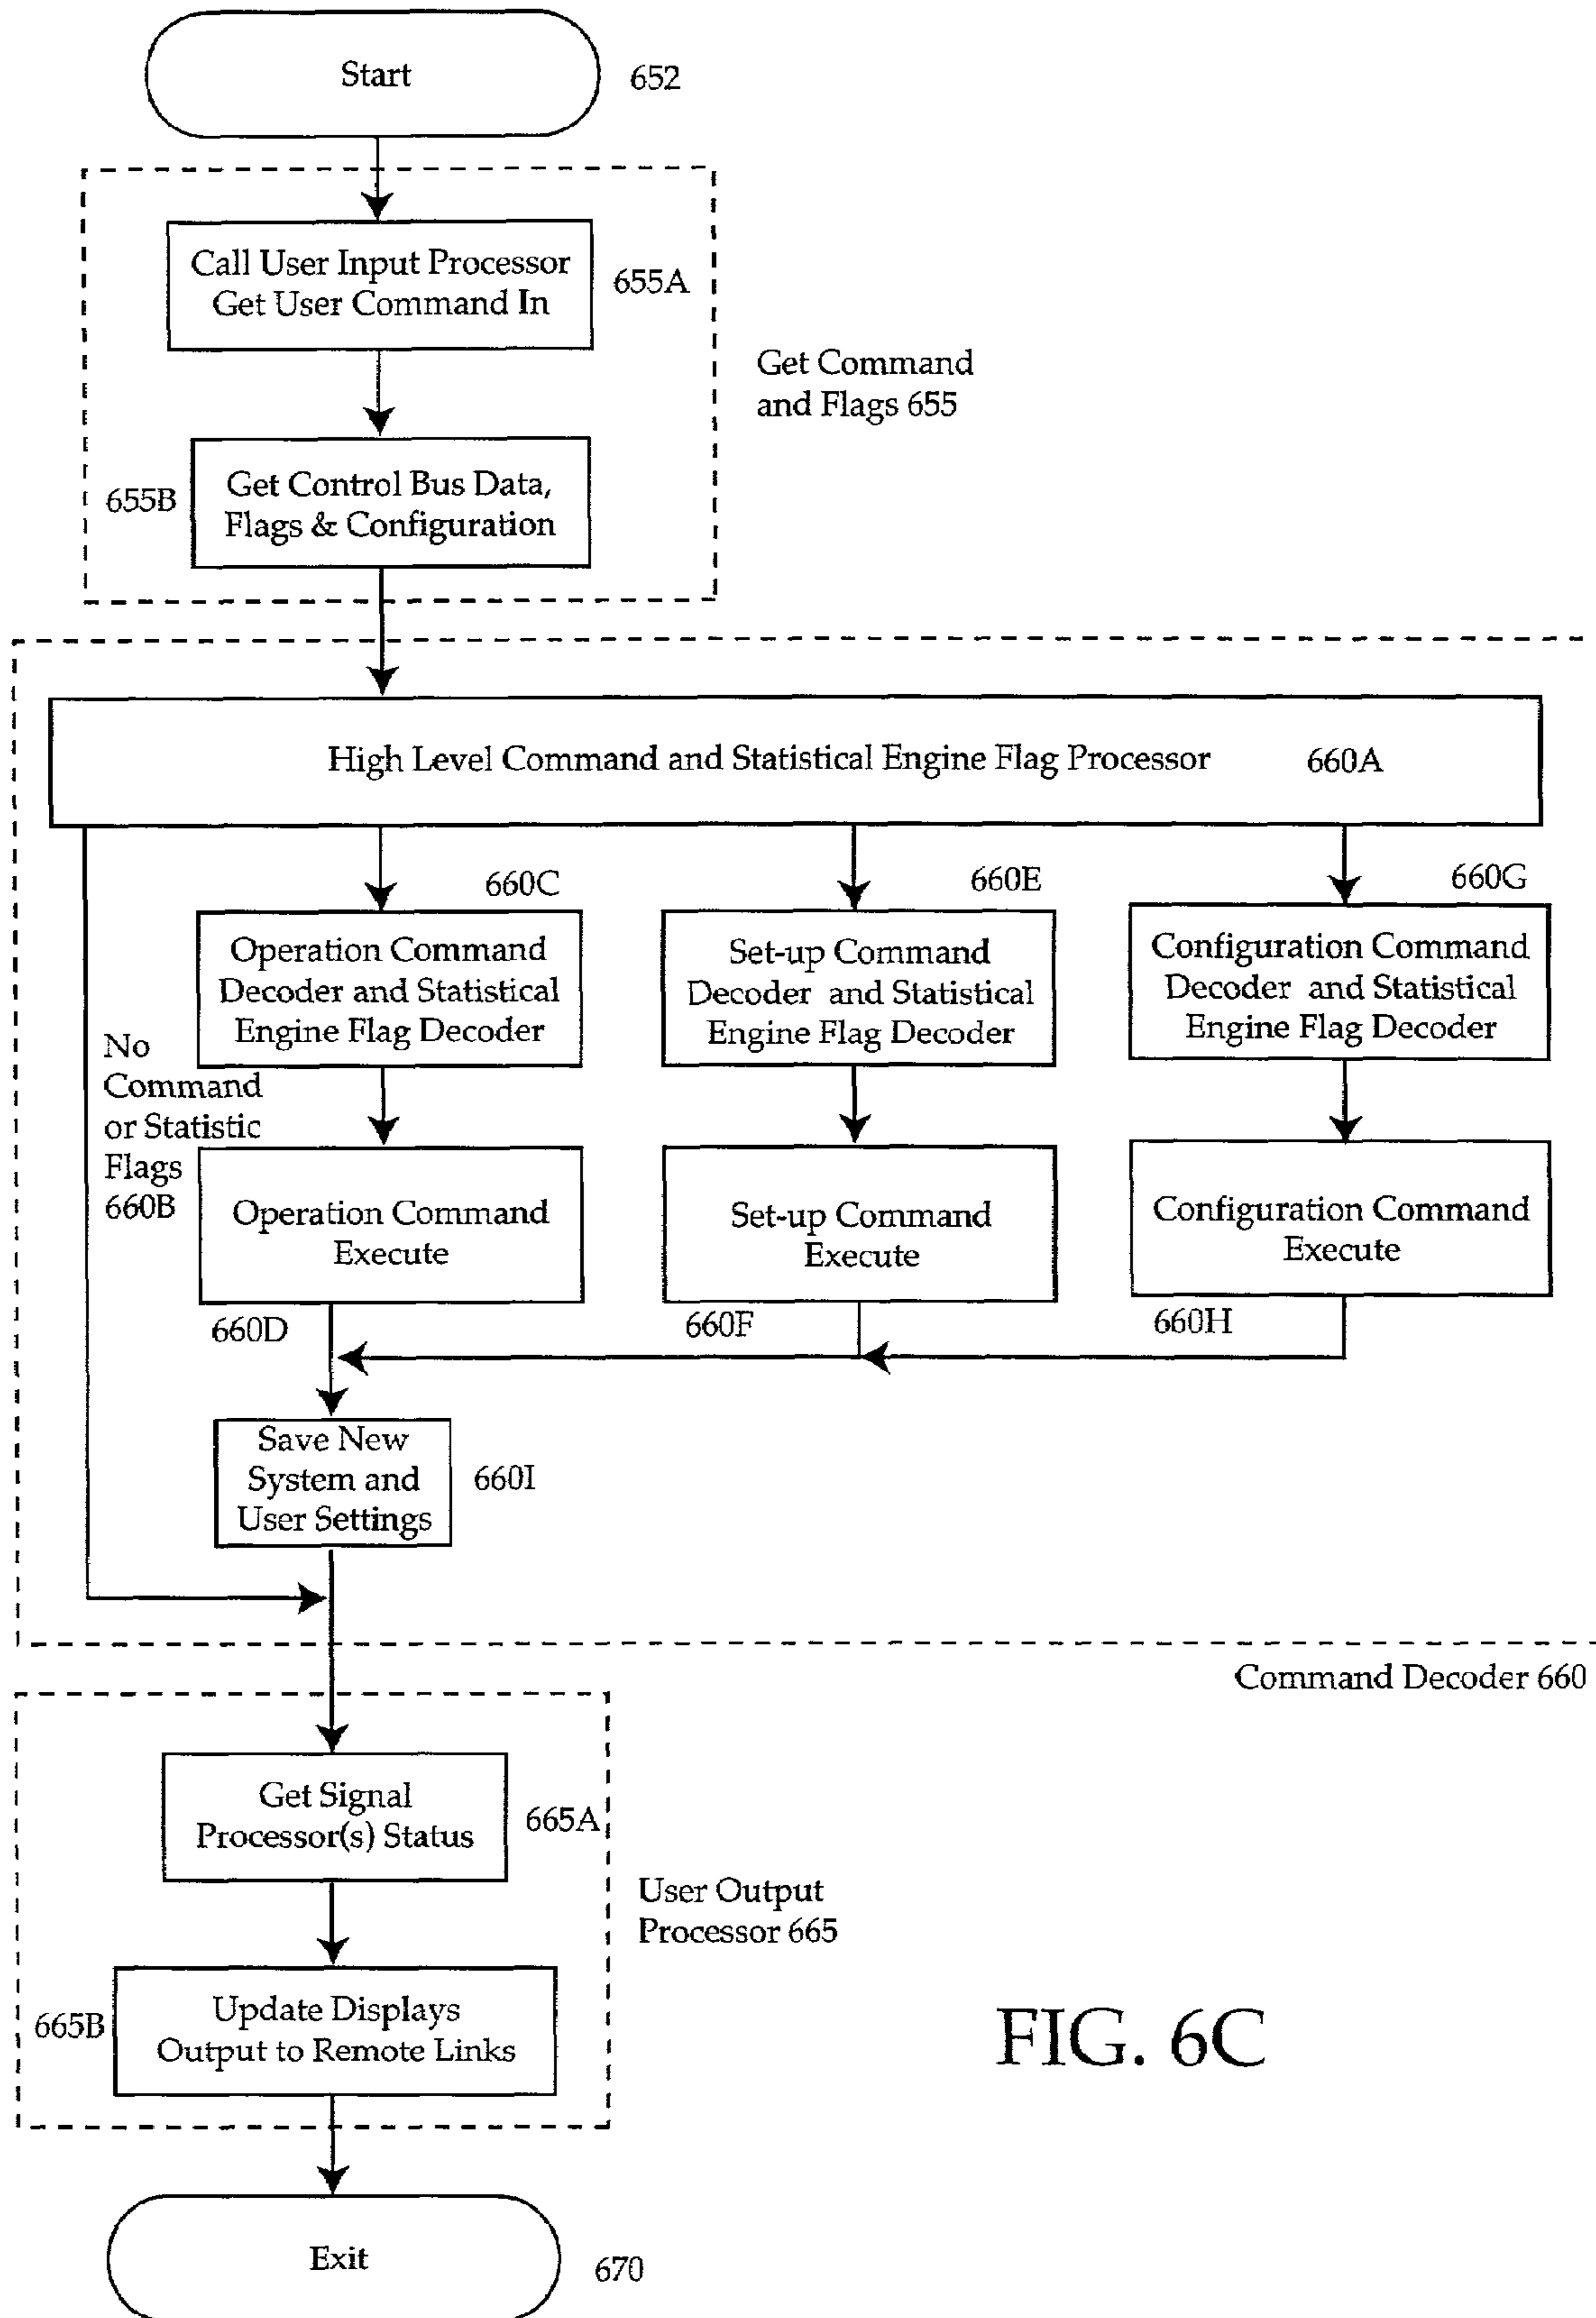 Start
652
Call User Input Processor
Get User Command In
655A
Get Command
and Flags 655
655B
Get Control Bus Data,
Flags & Configuration
High Level Command and Statistical Engine Flag Processor
660A
660C
660E
660G
Operation Command
Decoder and Statistical
Engine Flag Decoder
Set-up Command
Decoder and Statistical
Engine Flag Decoder
Configuration Command
Decoder and Statistical
Engine Flag Decoder
No
Command
or Statistic
Flags
660B
Operation Command
Execute
Set-up Command
Execute
Configuration Command
Execute
660D
660F
660H
Save New
System and
User Settings
660I
Command Decoder 660
Get Signal
Processor(s) Status
665A
User Output
Processor 665
665B
Update Displays
Output to Remote Links
FIG. 6C
Exit
670